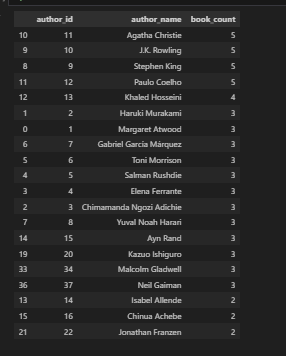 author_id author_name book_count
10 11 Agatha Christie 5
9 10 J.K. Rowling 5
8 9 Stephen King 5
11 12 Paulo Coelho 5
12 13 Khaled Hosseini 4
1 2 Haruki Murakami 3
0 1 Margaret Atwood 3
6 7 Gabriel García Márquez 3
5 6 Toni Morrison 3
4 5 Salman Rushdie 3
3 4 Elena Ferrante 3
2 3 Chimamanda Ngozi Adichie 3
7 8 Yuval Noah Harari 3
14 15 Ayn Rand 3
19 20 Kazuo Ishiguro 3
33 34 Malcolm Gladwell 3
36 37 Neil Gaiman 3
13 14 Isabel Allende 2
15 16 Chinua Achebe 2
21 22 Jonathan Franzen 2